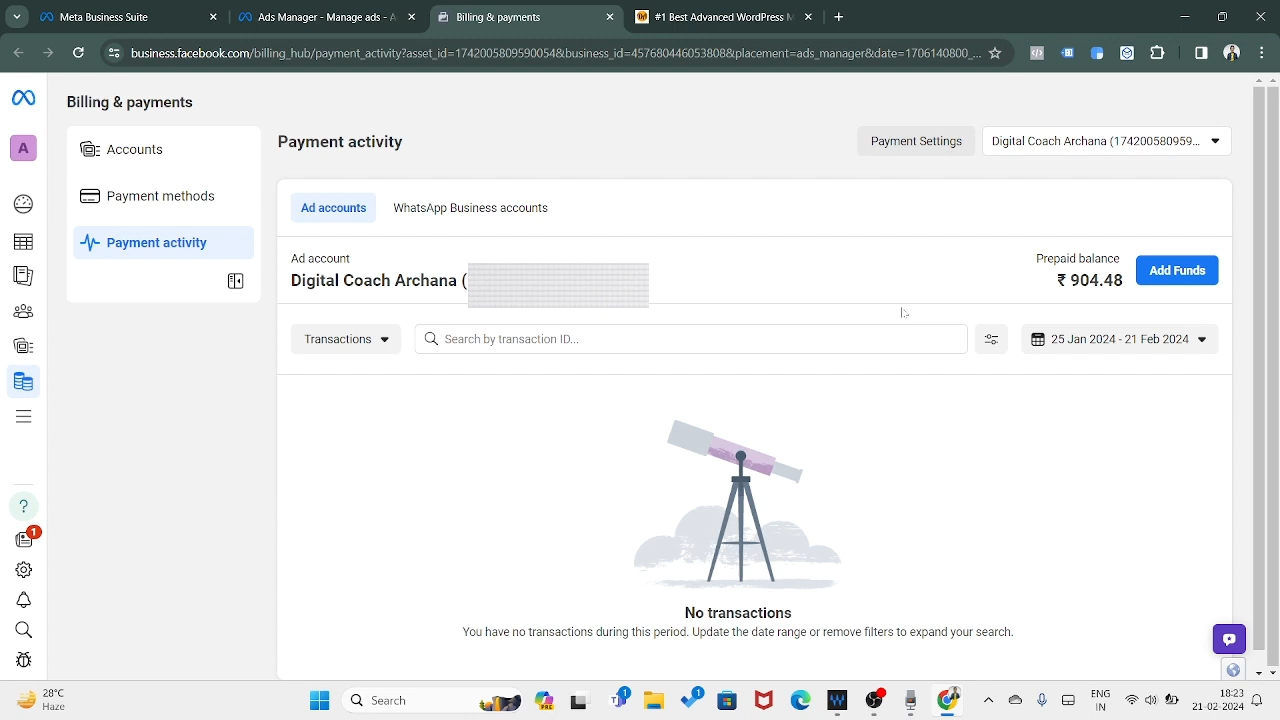 Meta Business Suite
Ads Manager - Manage ads - A
Billing & payments
#1 Best Advanced WordPress M
business.facebook.com/billing_hub/payment_activity?asset_id=174200580959054&business_id=457680446053808&placement=ads_manager&date=1706140800_...
Billing & payments
A
Accounts
Payment methods
Payment activity
Payment activity
Payment Settings
Digital Coach Archana (174200580959...
Ad accounts
WhatsApp Business accounts
Ad account
Digital Coach Archana (
Prepaid balance
₹ 904.48
Add Funds
Transactions
Search by transaction ID...
25 Jan 2024 - 21 Feb 2024
No transactions
You have no transactions during this period. Update the date range or remove filters to expand your search.
?
1
28°C
Haze
Search
1
1
ENG
IN
18:23
21-02-2024